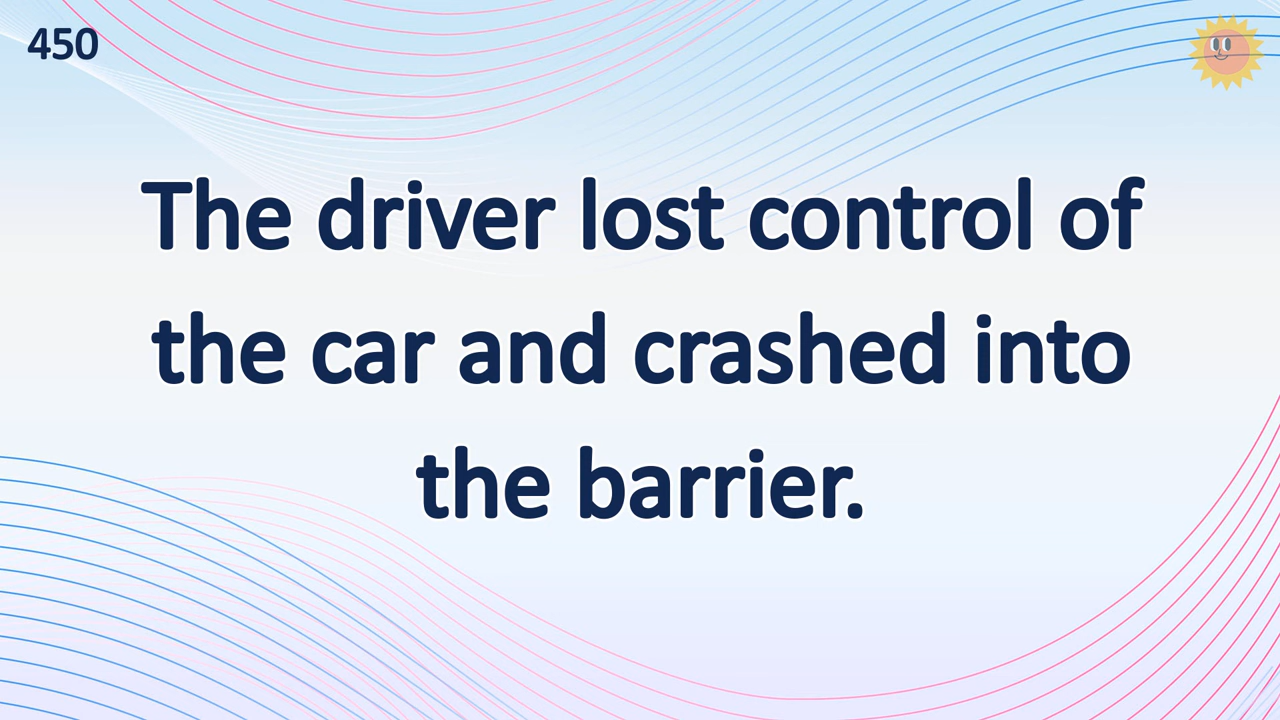 450
The driver lost control of
the car and crashed into
the barrier.